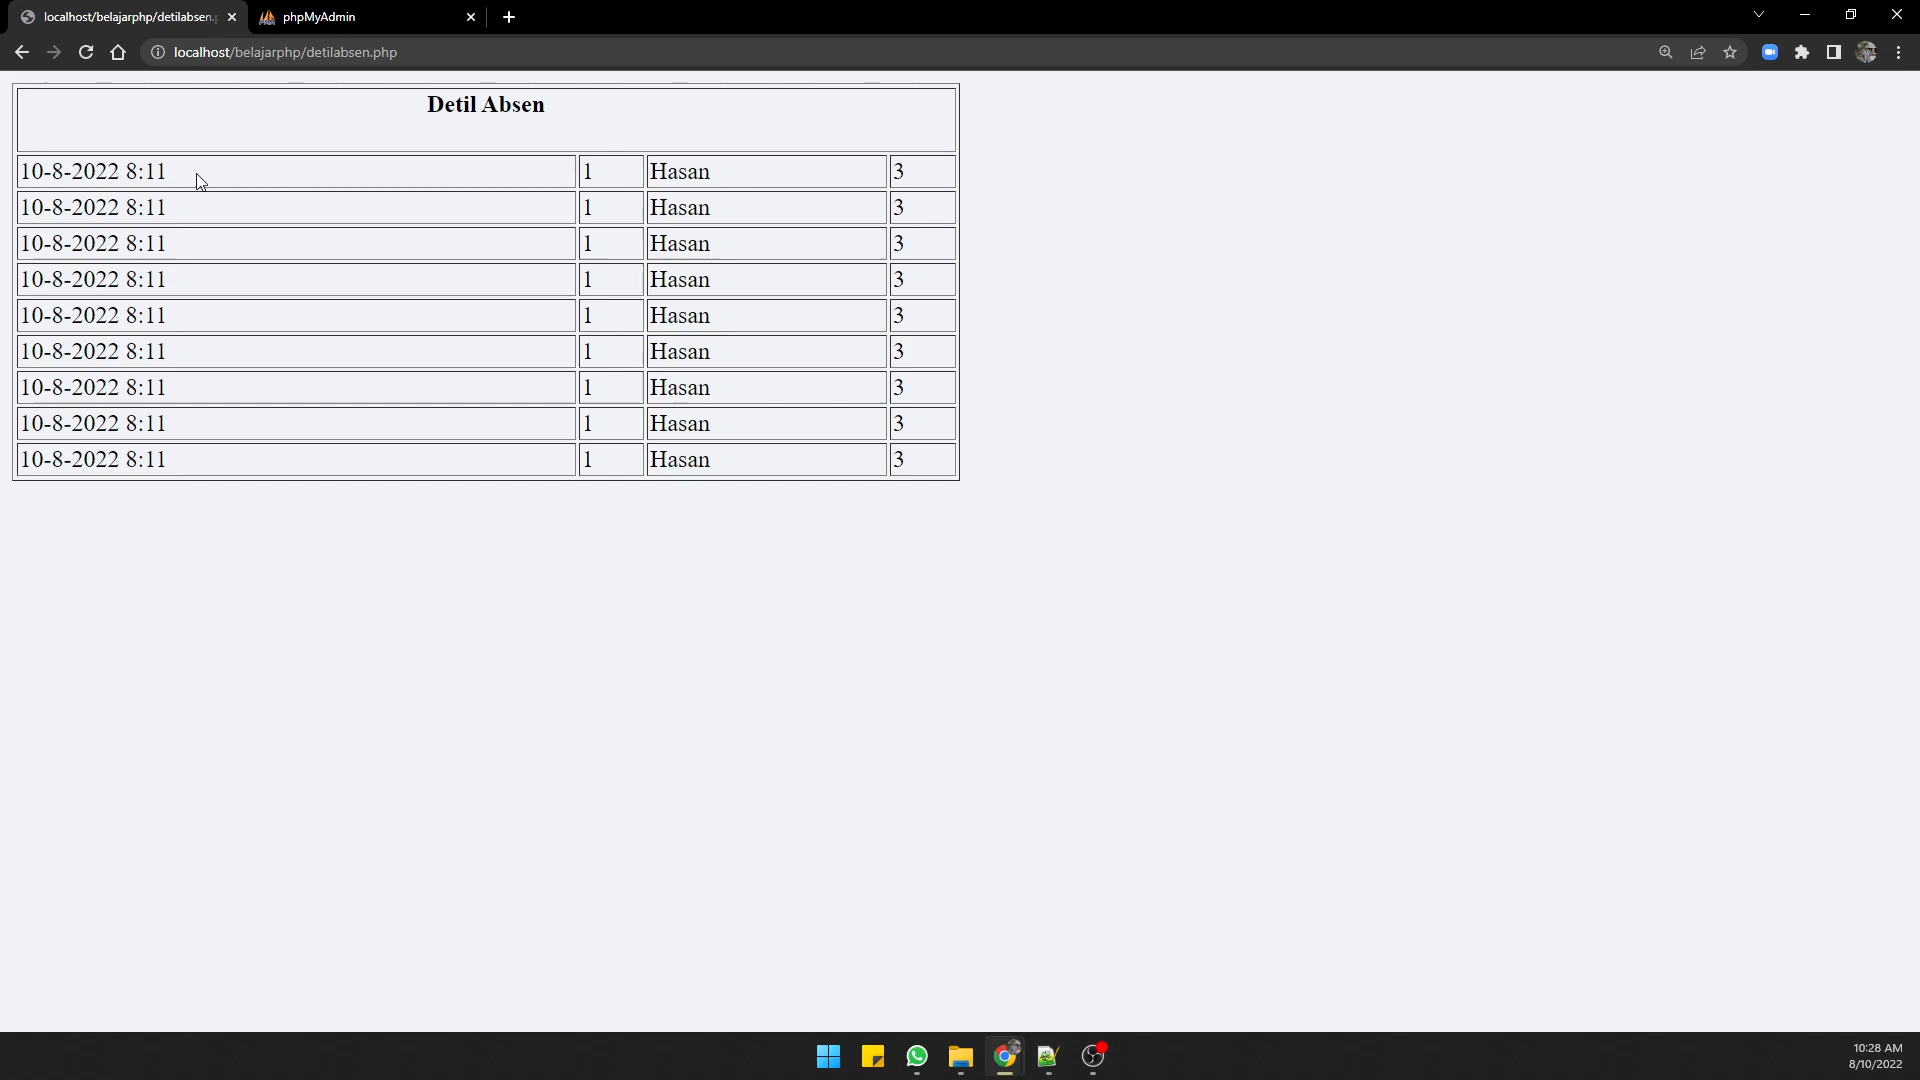 localhost/belajarphp/detilabsen.p
phpMyAdmin
localhost/belajarphp/detilabsen.php
Detil Absen
10-8-2022 8:11 1 Hasan 3
10-8-2022 8:11 1 Hasan 3
10-8-2022 8:11 1 Hasan 3
10-8-2022 8:11 1 Hasan 3
10-8-2022 8:11 1 Hasan 3
10-8-2022 8:11 1 Hasan 3
10-8-2022 8:11 1 Hasan 3
10-8-2022 8:11 1 Hasan 3
10-8-2022 8:11 1 Hasan 3
10:28 AM
8/10/2022